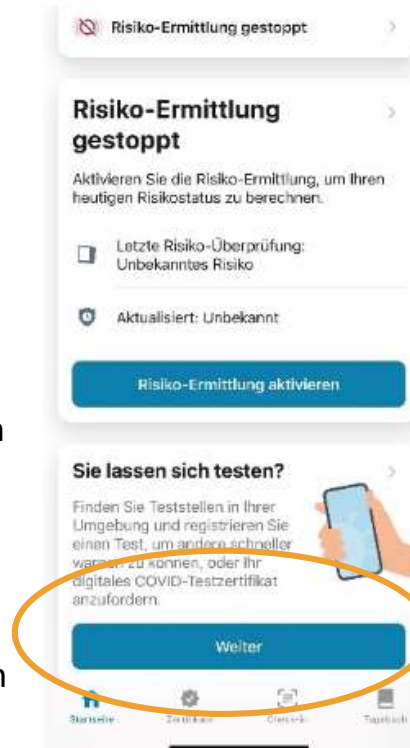 Risiko-Ermittlung gestoppt
Risiko-Ermittlung
gestoppt
Aktivieren Sie die Risiko-Ermittlung, um Ihren
heutigen Risikostatus zu berechnen.
Letzte Risiko-Überprüfung:
Unbekanntes Risiko
Aktualisiert: Unbekannt
Risiko-Ermittlung aktivieren
n
Sie lassen sich testen?
Finden Sie Teststellen in Ihrer
Umgebung und registrieren Sie
einen Test, um andere schneller
warnen zu können, oder Ihr
digitales COVID-Testzertifikat
anzufordern.
Weiter
n
Startseite Zertifikate Tagebuch